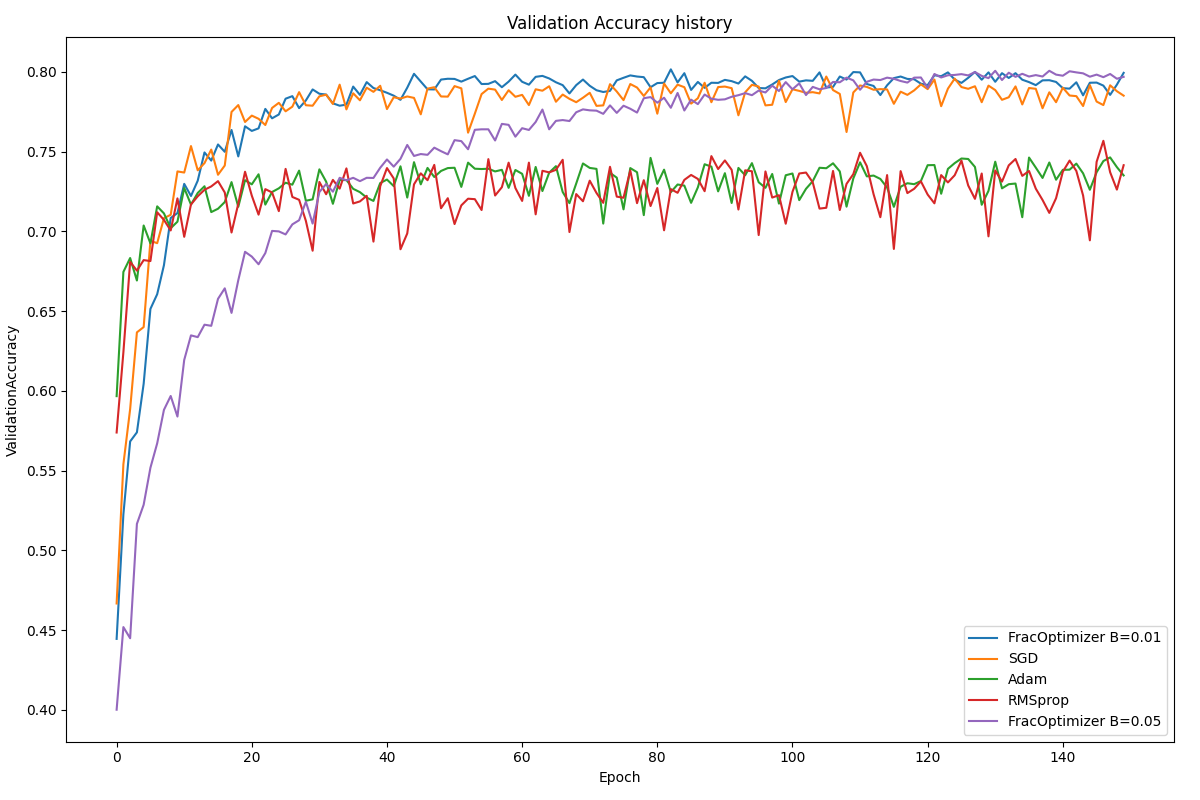 Validation Accuracy history
ValidationAccuracy
0.80
0.75
0.70
0.65
0.60
0.55
0.50
0.45
0.40
0
20
40
60
80
100
120
140
Epoch
FracOptimizer B=0.01
SGD
Adam
RMSprop
FracOptimizer B=0.05